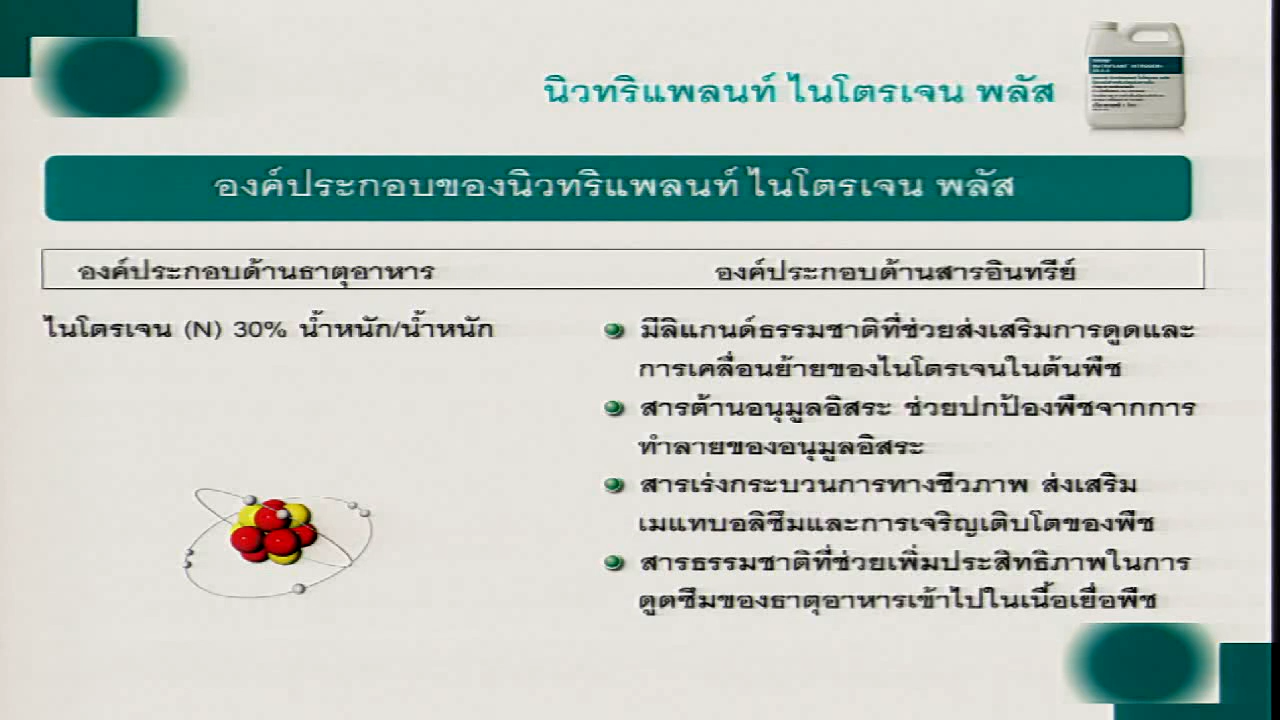 นิวทริแพลนท์ ไนโตรเจน พลัส
องค์ประกอบของนิวทริแพลนท์ ไนโตรเจน พลัส
องค์ประกอบด้านธาตุอาหาร
องค์ประกอบด้านสารอินทรีย์
ไนโตรเจน (N) 30% น้ำหนัก/น้ำหนัก
มีลิแกนด์ธรรมชาติที่ช่วยส่งเสริมการดูดและ
การเคลื่อนย้ายของไนโตรเจนในต้นพืช
สารต้านอนุมูลอิสระ ช่วยปกป้องพืชจากการ
ทำลายของอนุมูลอิสระ
สารเร่งกระบวนการทางชีวภาพ ส่งเสริม
เมแทบอลิซึมและการเจริญเติบโตของพืช
สารธรรมชาติที่ช่วยเพิ่มประสิทธิภาพในการ
ดูดซึมของธาตุอาหารเข้าไปในเนื้อเยื่อพืช